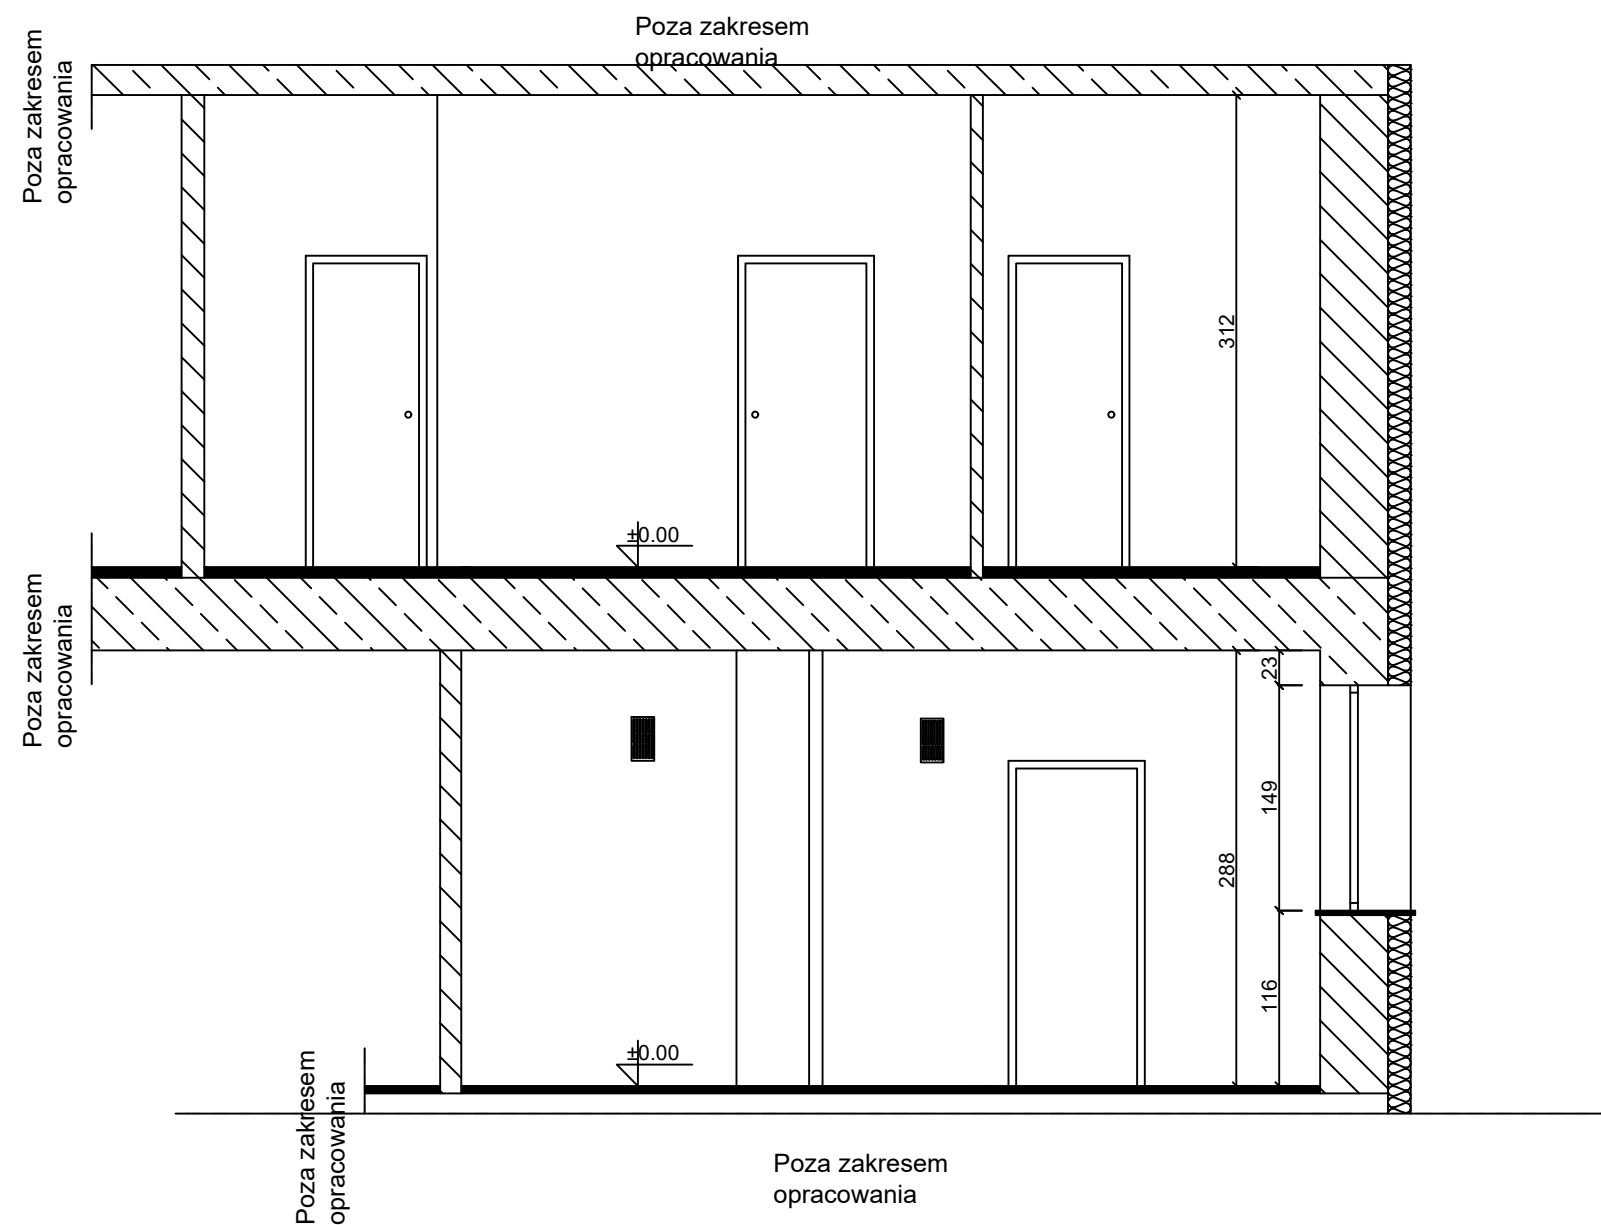 Poza zakresem
opracowania
Poza zakresem
opracowania
312
±0.00
Poza zakresem
opracowania
23
149
288
116
±0.00
Poza zakresem
opracowania
Poza zakresem
opracowania